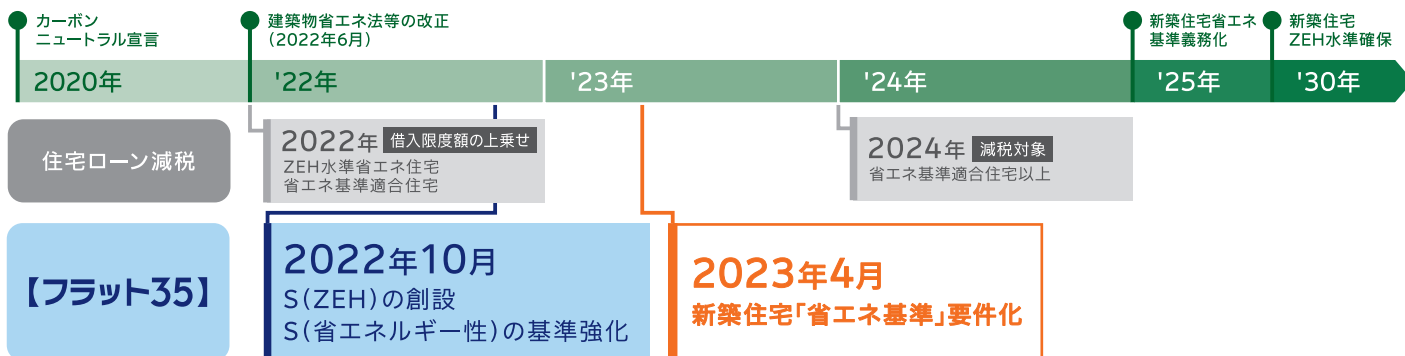 カーボン
ニュートラル宣言
建築物省エネ法等の改正
(2022年6月)
新築住宅省エネ
基準義務化
新築住宅
ZEH水準確保
2020年
'22年
'23年
'24年
'25年
'30年
住宅ローン減税
2022年 借入限度額の上乗せ
ZEH水準省エネ住宅
省エネ基準適合住宅
2024年 減税対象
省エネ基準適合住宅以上
【フラット35】
2022年10月
S(ZEH)の創設
S(省エネルギー性)の基準強化
2023年4月
新築住宅「省エネ基準」要件化